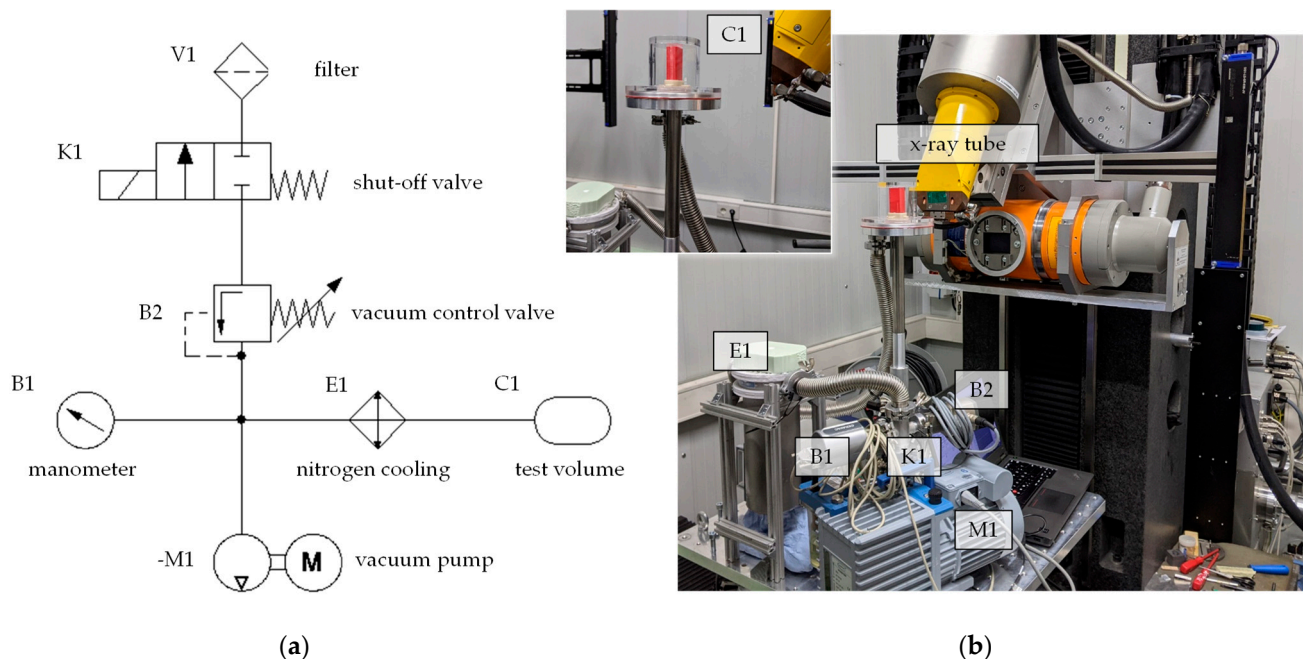 V1
filter
K1
shut-off valve
B2
vacuum control valve
B1
E1
C1
manometer
nitrogen cooling
test volume
-M1
M
vacuum pump
(a)
C1
x-ray tube
E1
B2
B1
K1
M1
(b)